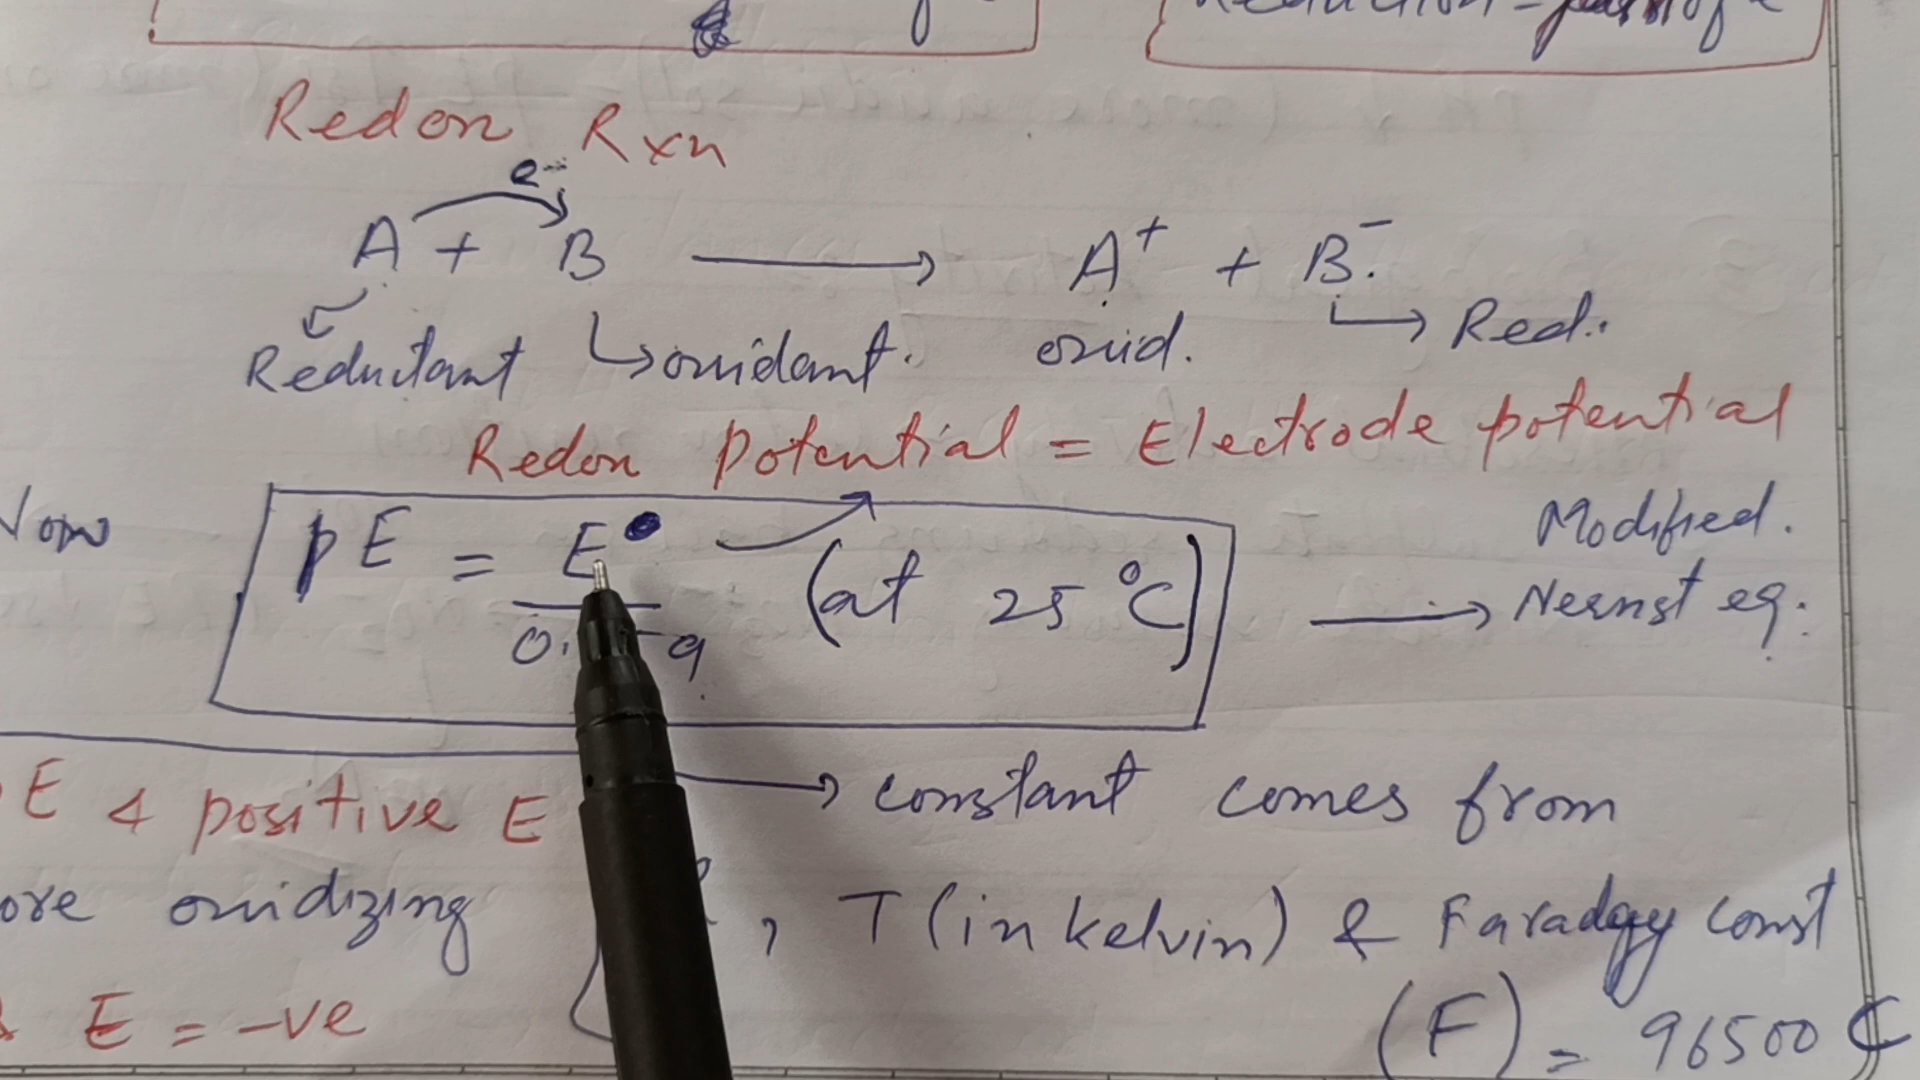 Redox Rxn
e-
A + B → A+ + B-.
Reductant oxidant. oxid. Red.
Redox Potential = Electrode potential
Now
pE = E (at 25°C) → Modified.
Nernst eq.
E & positive E → constant comes from
oxidizing , T (in kelvin) & Faraday const
E = -ve (F) = 96500 C